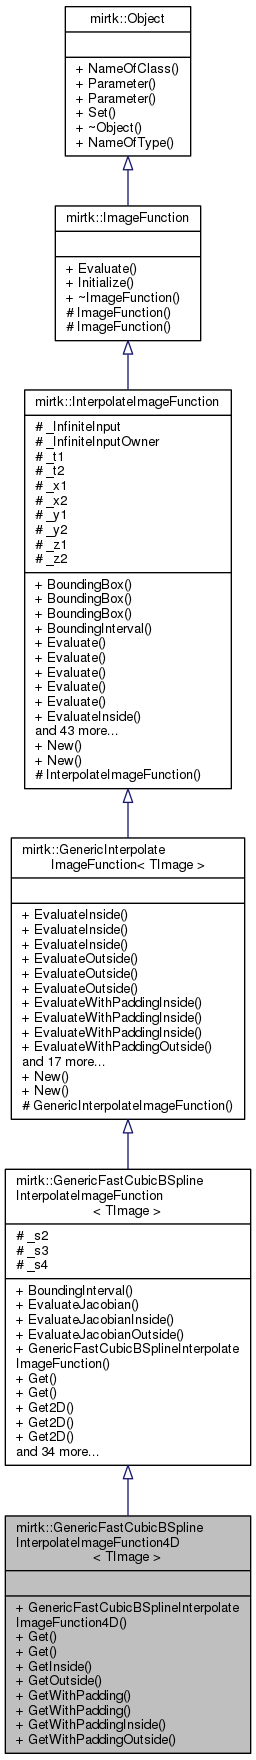 mirtk::Object
+ NameOfClass()
+ Parameter()
+ Parameter()
+ Set()
+ ~Object()
+ NameOfType()
mirtk::ImageFunction
+ Evaluate()
+ Initialize()
+ ~ImageFunction()
# ImageFunction()
# ImageFunction()
mirtk::InterpolateImageFunction
# _InfiniteInput
# _InfiniteInputOwner
# _t1
# _t2
# _x1
# _x2
# _y1
# _y2
# _z1
# _z2
+ BoundingBox()
+ BoundingBox()
+ BoundingBox()
+ BoundingInterval()
+ Evaluate()
+ Evaluate()
+ Evaluate()
+ Evaluate()
+ Evaluate()
+ EvaluateInside()
and 43 more...
+ New()
+ New()
# InterpolateImageFunction()
mirtk::GenericInterpolate
ImageFunction< TImage >
+ EvaluateInside()
+ EvaluateInside()
+ EvaluateInside()
+ EvaluateOutside()
+ EvaluateOutside()
+ EvaluateOutside()
+ EvaluateWithPaddingInside()
+ EvaluateWithPaddingInside()
+ EvaluateWithPaddingInside()
+ EvaluateWithPaddingOutside()
and 17 more...
+ New()
+ New()
# GenericInterpolateImageFunction()
mirtk::GenericFastCubicBSpline
InterpolateImageFunction
< TImage >
# _s2
# _s3
# _s4
+ BoundingInterval()
+ EvaluateJacobian()
+ EvaluateJacobianInside()
+ EvaluateJacobianOutside()
+ GenericFastCubicBSplineInterpolate
ImageFunction()
+ Get()
+ Get()
+ Get2D()
+ Get2D()
+ Get2D()
and 34 more...
mirtk::GenericFastCubicBSpline
InterpolateImageFunction4D
< TImage >
+ GenericFastCubicBSplineInterpolate
ImageFunction4D()
+ Get()
+ Get()
+ GetInside()
+ GetOutside()
+ GetWithPadding()
+ GetWithPadding()
+ GetWithPaddingInside()
+ GetWithPaddingOutside()